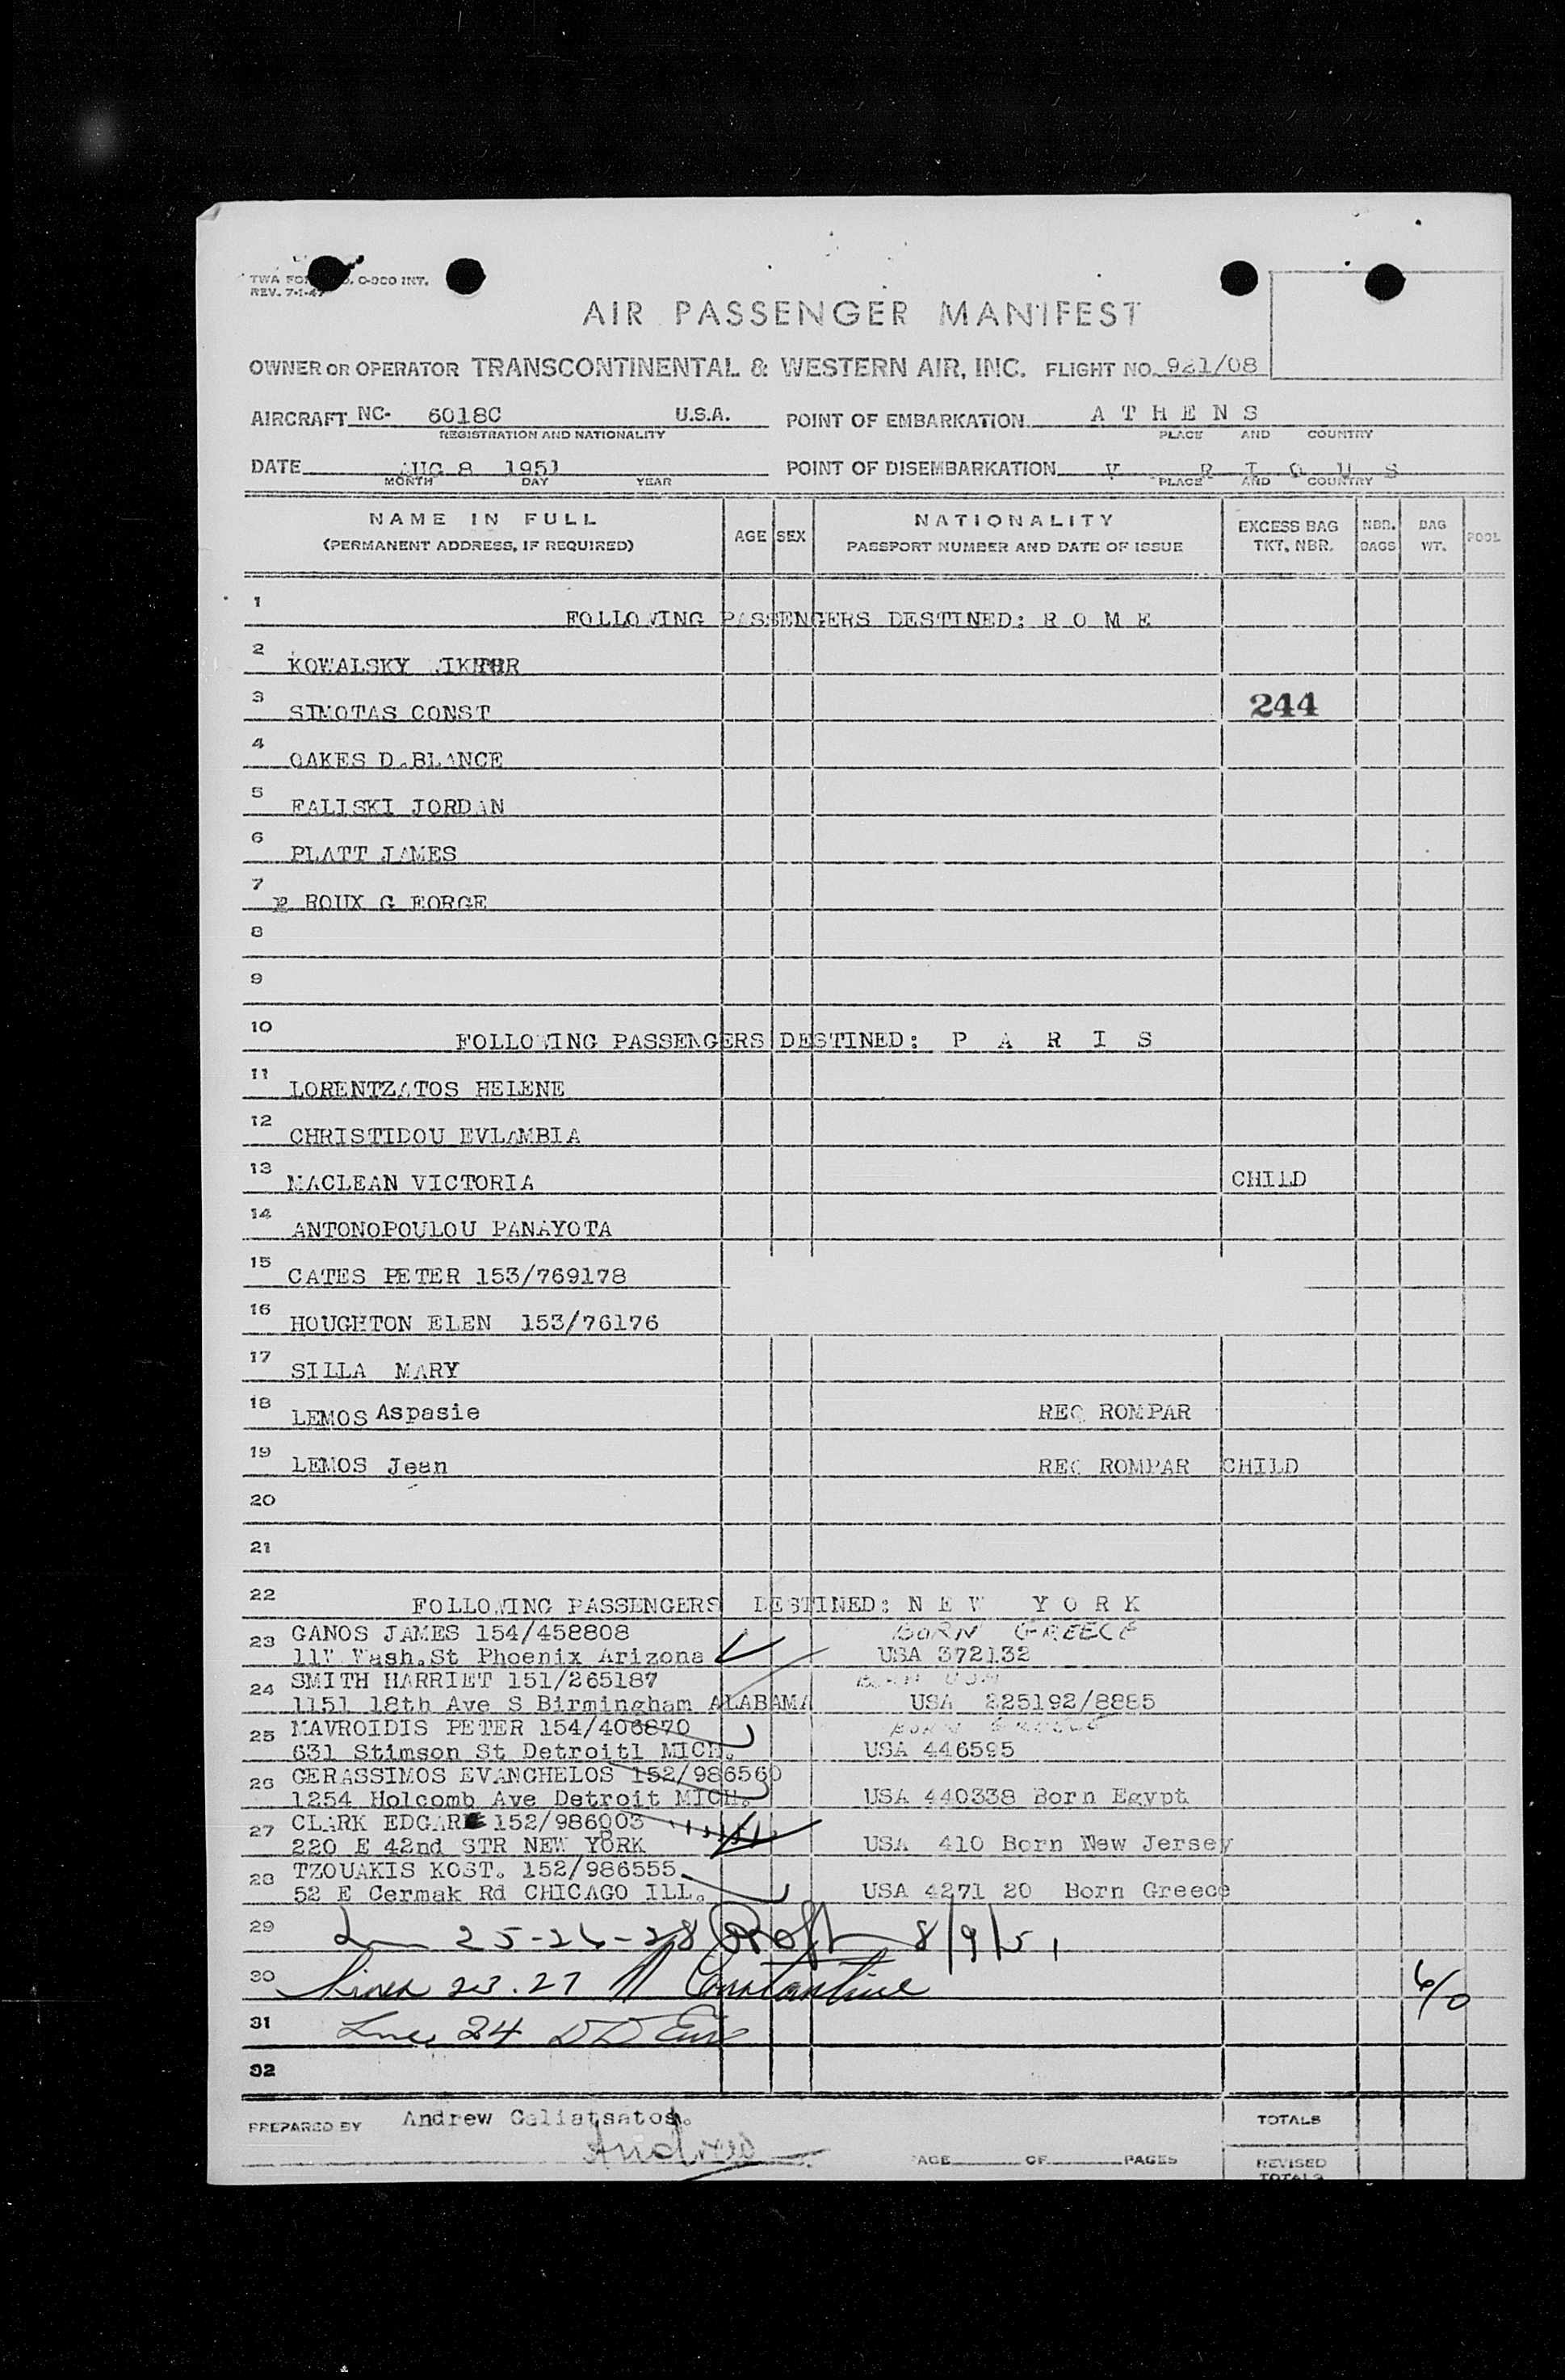 TWA FO C-300 INT.
REV. 7-1-47
AIR PASSENGER MANIFEST
OWNER OR OPERATOR TRANSCONTINENTAL & WESTERN AIR, INC. FLIGHT NO. 921/08
AIRCRAFT NC- 6018C U.S.A. POINT OF EMBARKATION A T H E N S
REGISTRATION AND NATIONALITY PLACE AND COUNTRY
DATE AUG 8 1951 POINT OF DISEMBARKATION V R I O U S
MONTH DAY YEAR PLACE AND COUNTRY
NAME IN FULL
(PERMANENT ADDRESS, IF REQUIRED) AGE SEX NATIONALITY
PASSPORT NUMBER AND DATE OF ISSUE EXCESS BAG
TKT. NBR. NBR.
BAGS BAG
WT. POOL
1 FOLLOWING PASSENGERS DESTINED: R O M E
2 KOWALSKY
3 SIMOTAS CONST 244
4 OAKES D.BLANCE
5 FALISKI JORDAN
6 PLATT JAMES
7 ROUX G EORGE
8
9
10 FOLLOWING PASSENGERS DESTINED: P A R I S
11 LORENTZATOS HELENE
12 CHRISTIDOU EVLAMBIA
13 MACLEAN VICTORIA CHILD
14 ANTONOPOULOU PANAYOTA
15 CATES PETER 153/769178
16 HOUGHTON ELEN 153/76176
17 SILLA MARY
18 LEMOS Aspasie REC ROMPAR
19 LEMOS Jean REC ROMPAR CHILD
20
21
22 FOLLOWING PASSENGERS DESTINED: N E W Y O R K
23 GANOS JAMES 154/458808 BORN GREECE
Wash.St Phoenix Arizona USA 372132
24 SMITH HARRIET 151/265187 BORN USA
1151 18th Ave S Birmingham ALABAMA USA 225192/8885
25 MAVROIDIS PETER 154/406870 BORN GREECE
631 Stimson St Detroitl MICH. USA 446595
26 GERASSIMOS EVANGHELOS 152/986560
1254 Holcomb Ave Detroit MICH. USA 440338 Born Egypt
27 CLARK EDGAR 152/986003
220 E 42nd STR NEW YORK USA 410 Born New Jersey
28 TZOUAKIS KOST. 152/986555
52 E Cermak Rd CHICAGO ILL. USA 4271 20 Born Greece
29 25-26-28 8/9/51
30 Lines 23.27 Constantine 6/0
31 Line 24
32
PREPARED BY Andrew Galiatsatos. TOTALS
Andrew
PAGE OF PAGES REVISED
TOTALS